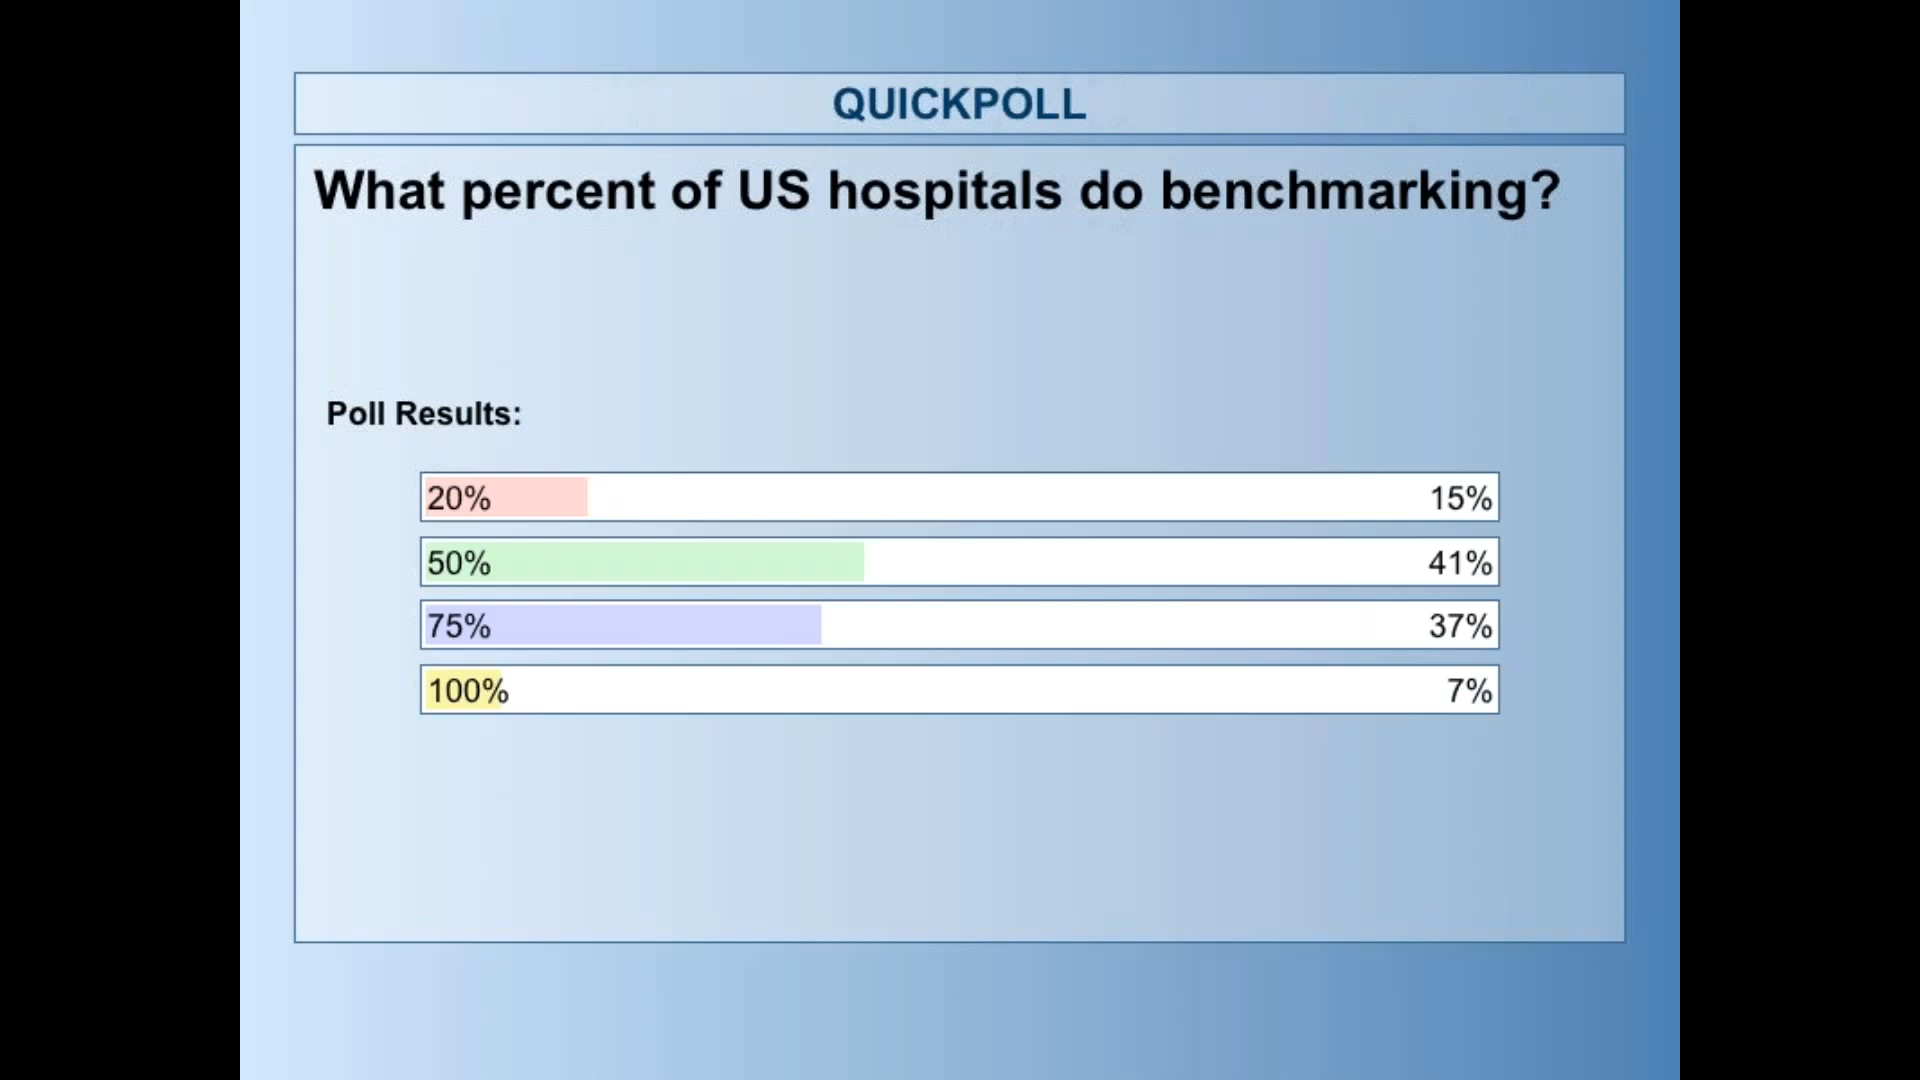 QUICKPOLL
What percent of US hospitals do benchmarking?
Poll Results:
20% 15%
50% 41%
75% 37%
100% 7%